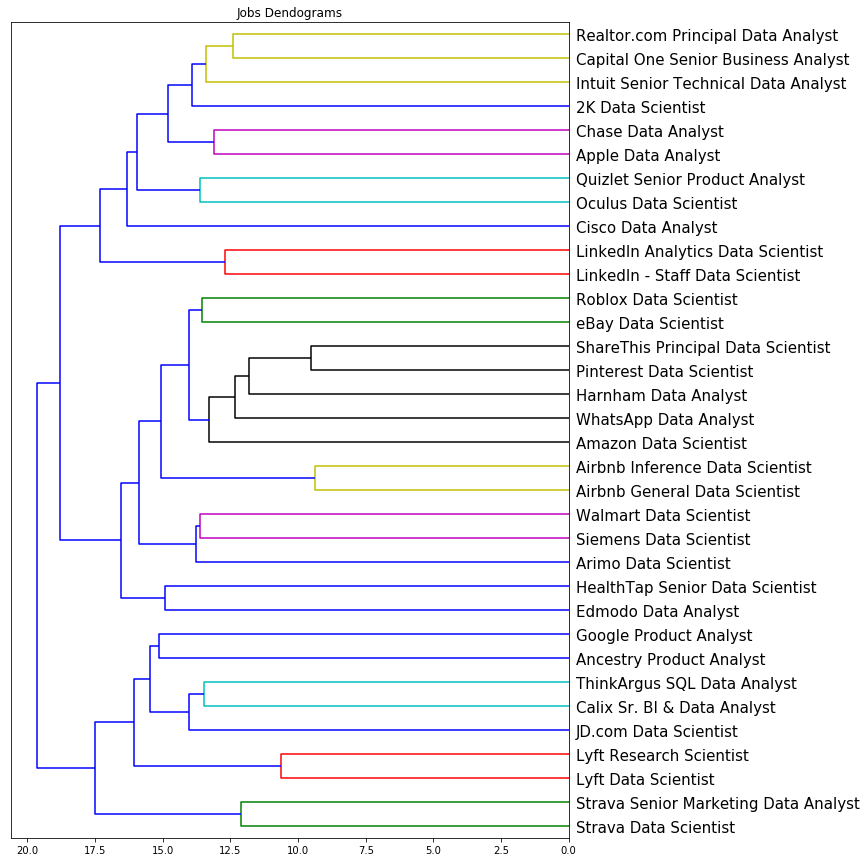 Jobs Dendograms
Realtor.com Principal Data Analyst
Capital One Senior Business Analyst
Intuit Senior Technical Data Analyst
2K Data Scientist
Chase Data Analyst
Apple Data Analyst
Quizlet Senior Product Analyst
Oculus Data Scientist
Cisco Data Analyst
LinkedIn Analytics Data Scientist
LinkedIn - Staff Data Scientist
Roblox Data Scientist
eBay Data Scientist
ShareThis Principal Data Scientist
Pinterest Data Scientist
Harnham Data Analyst
WhatsApp Data Analyst
Amazon Data Scientist
Airbnb Inference Data Scientist
Airbnb General Data Scientist
Walmart Data Scientist
Siemens Data Scientist
Arimo Data Scientist
HealthTap Senior Data Scientist
Edmodo Data Analyst
Google Product Analyst
Ancestry Product Analyst
ThinkArgus SQL Data Analyst
Calix Sr. BI & Data Analyst
JD.com Data Scientist
Lyft Research Scientist
Lyft Data Scientist
Strava Senior Marketing Data Analyst
Strava Data Scientist
20.0 17.5 15.0 12.5 10.0 7.5 5.0 2.5 0.0